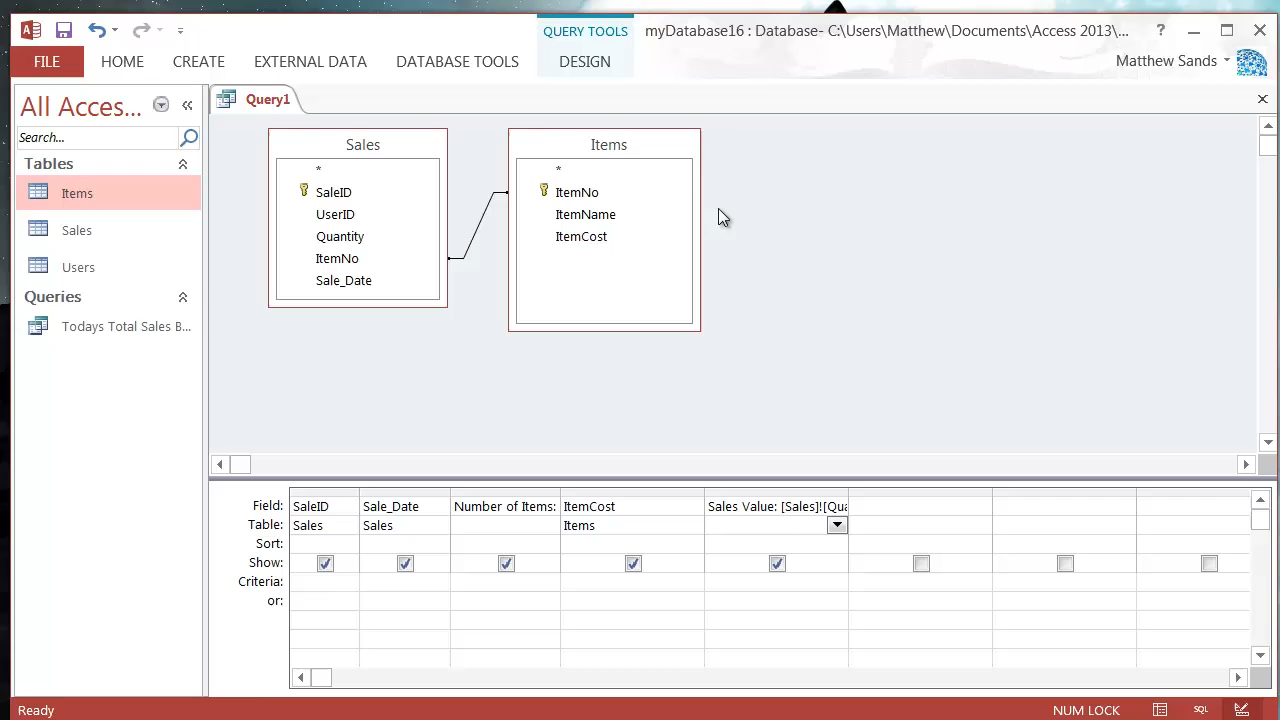 QUERY TOOLS
myDatabase16 : Database- C:\Users\Matthew\Documents\Access 2013\...
?
FILE
HOME
CREATE
EXTERNAL DATA
DATABASE TOOLS
DESIGN
Matthew Sands
All Acces...
Search...
Tables
Items
Sales
Users
Queries
Todays Total Sales B...
Query1
Sales
*
SaleID
UserID
Quantity
ItemNo
Sale_Date
Items
*
ItemNo
ItemName
ItemCost
Field: SaleID Sale_Date Number of Items: ItemCost Sales Value: [Sales]![Qua
Table: Sales Sales Items
Sort:
Show:
Criteria:
or:
Ready
NUM LOCK
SQL